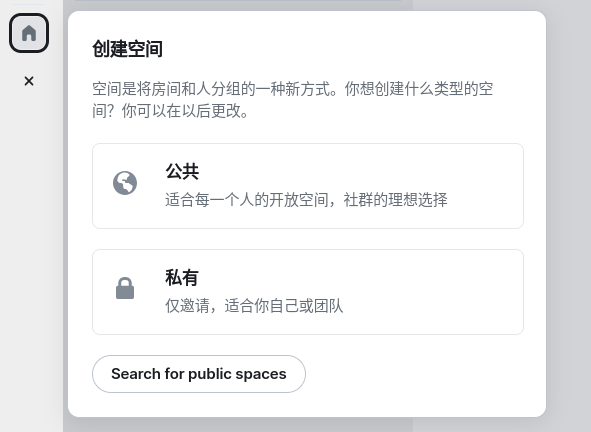 创建空间
空间是将房间和人分组的一种新方式。你想创建什么类型的空
间？你可以在以后更改。
公共
适合每一个人的开放空间，社群的理想选择
私有
仅邀请，适合你自己或团队
Search for public spaces